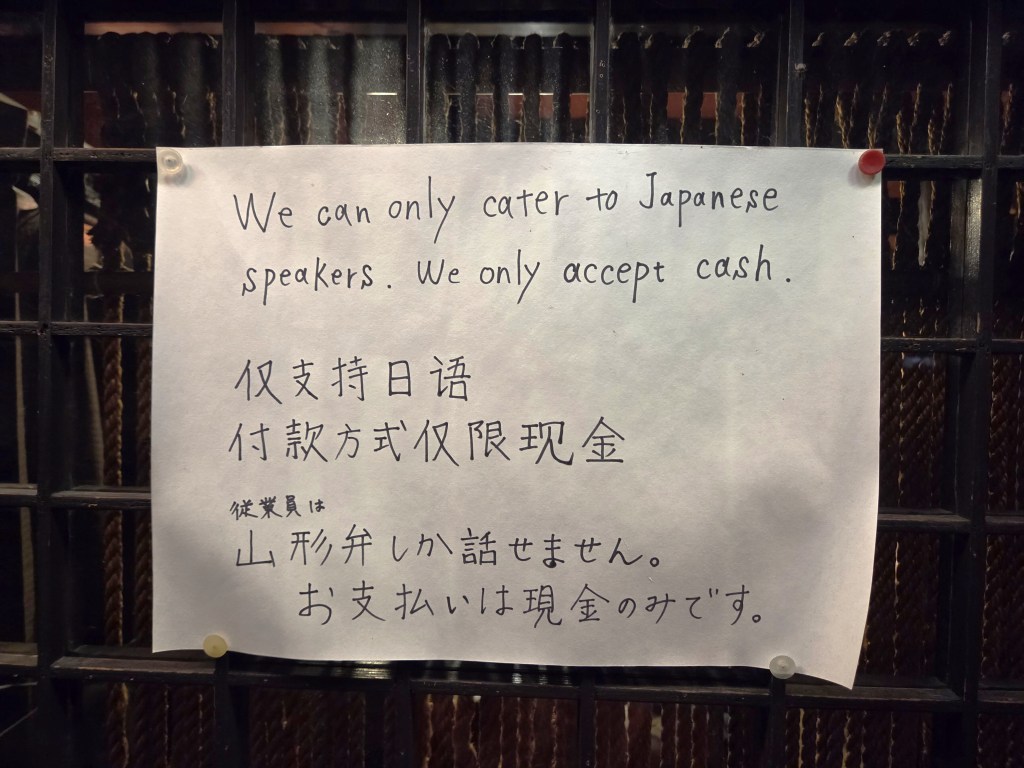 We can only cater to Japanese
speakers. We only accept cash.
仅支持日语
付款方式仅限现金
従業員は
山形弁しか話せません。
お支払いは現金のみです。